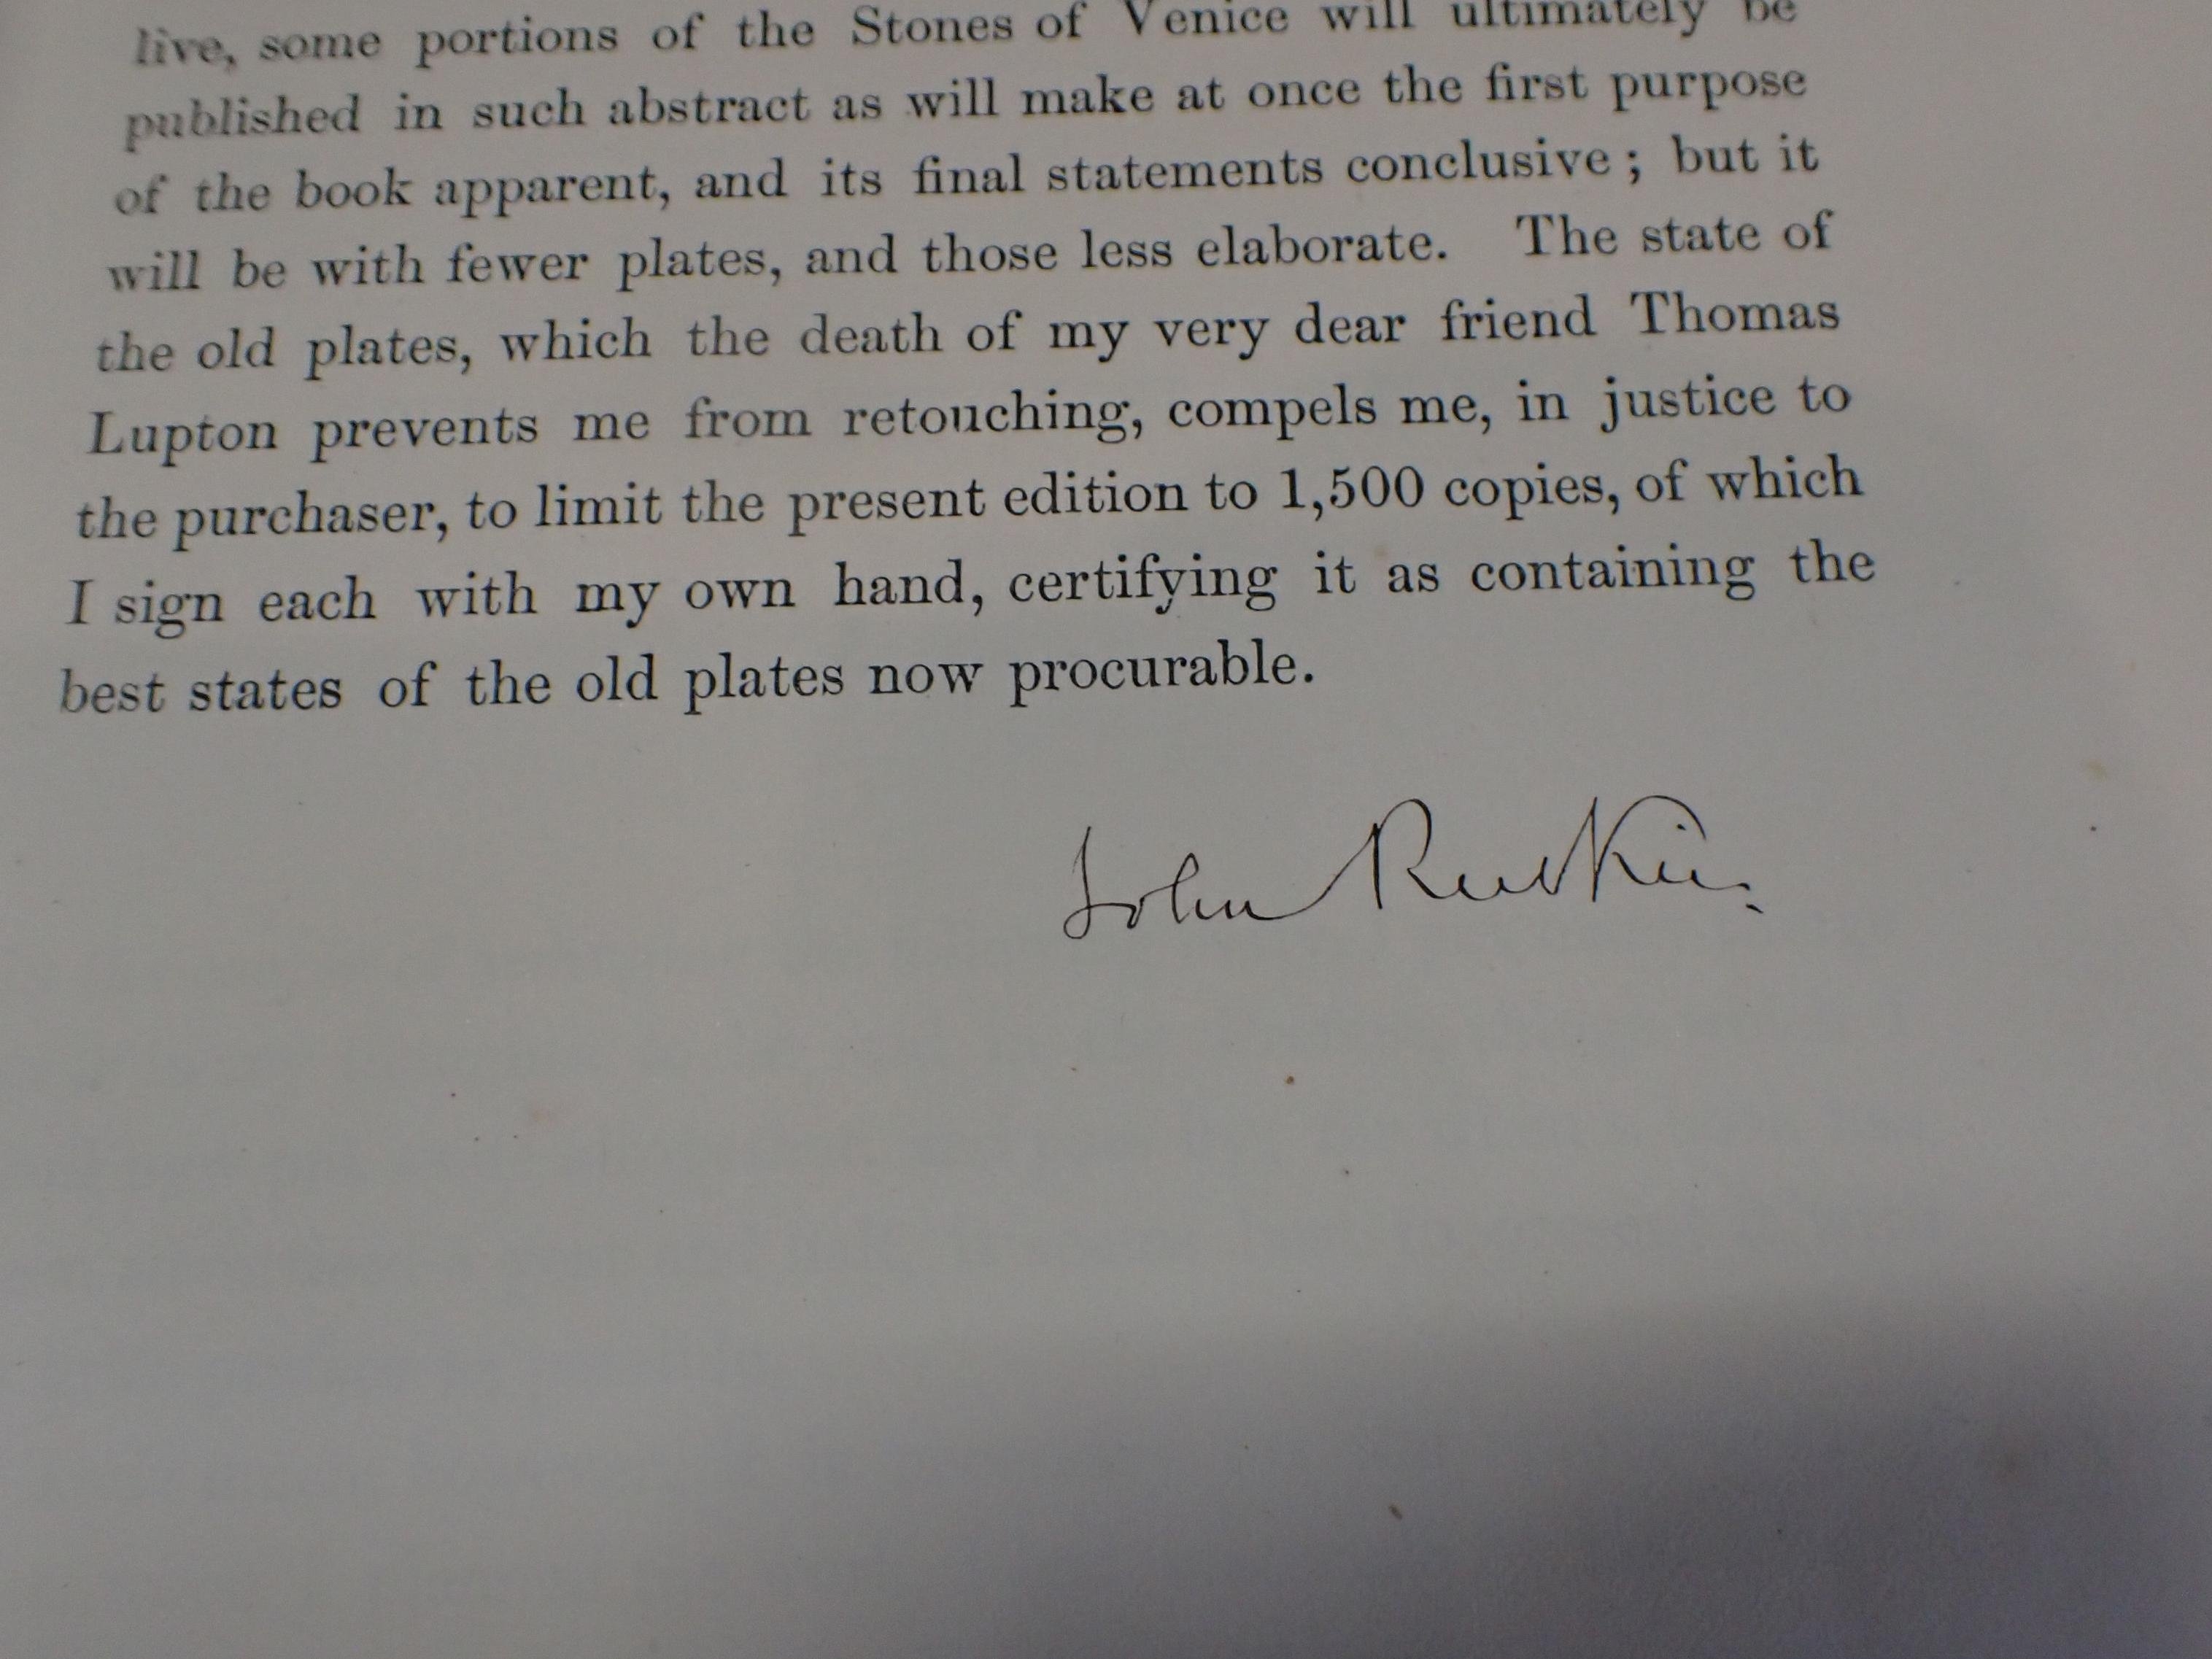 live, some portions of the Stones of Venice will ultimately be
published in such abstract as will make at once the first purpose
of the book apparent, and its final statements conclusive ; but it
will be with fewer plates, and those less elaborate. The state of
the old plates, which the death of my very dear friend Thomas
Lupton prevents me from retouching, compels me, in justice to
the purchaser, to limit the present edition to 1,500 copies, of which
I sign each with my own hand, certifying it as containing the
best states of the old plates now procurable.
John Ruskin.